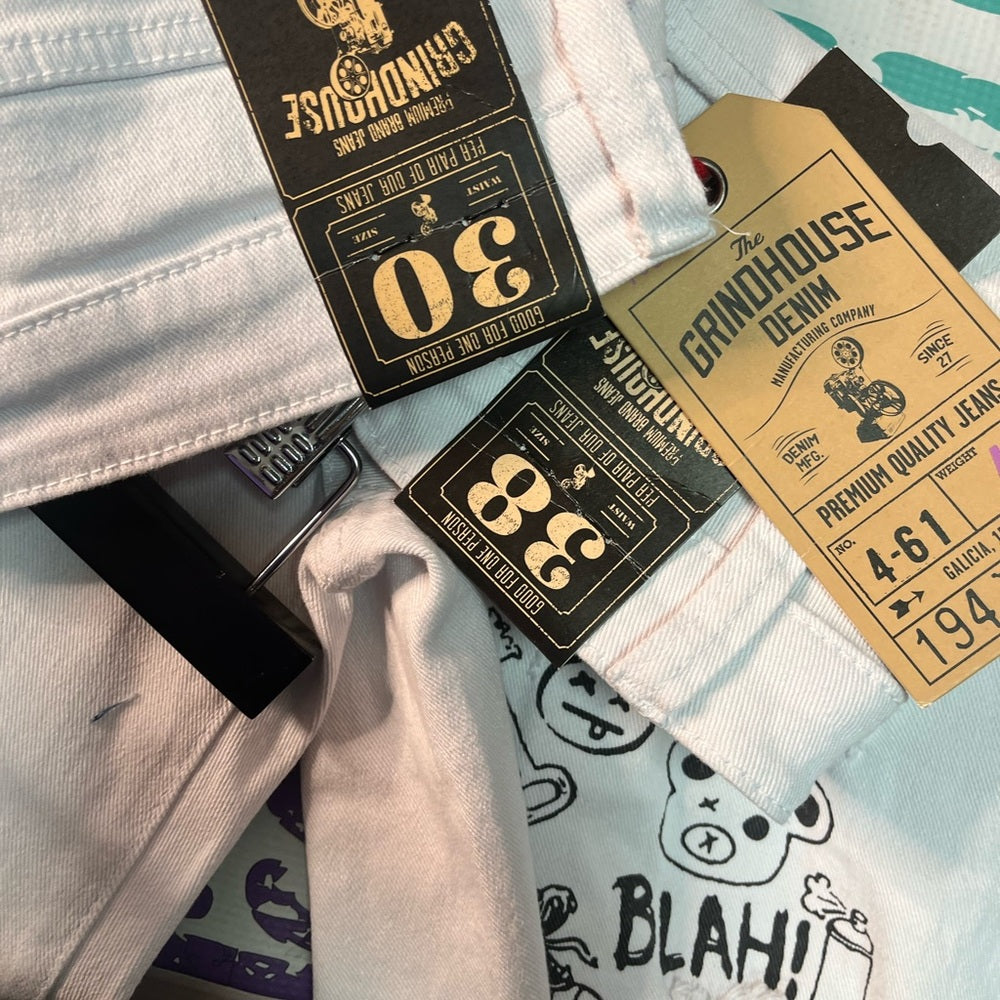 GRINDHOUSE
PREMIUM BRAND JEANS
PER PAIR OF OUR JEANS
WAIST SIZE
30
GOOD FOR ONE PERSON
GRINDHOUSE
PREMIUM BRAND JEANS
PER PAIR OF OUR JEANS
WAIST SIZE
38
GOOD FOR ONE PERSON
The
GRINDHOUSE
DENIM
MANUFACTURING COMPANY
SINCE
27
DENIM
MFG.
PREMIUM QUALITY JEANS
NO. WEIGHT
4-61
GALICIA,
194
BLAH!